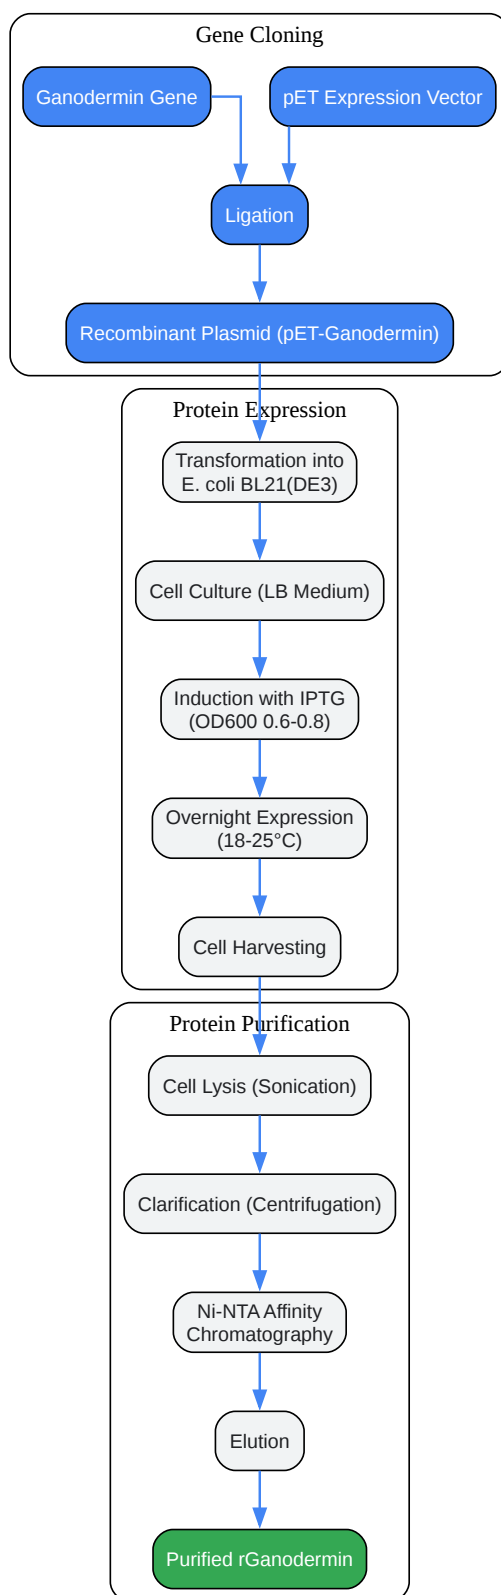 Gene Cloning
Ganodermin Gene
pET Expression Vector
Ligation
Recombinant Plasmid (pET-Ganodermin)
Protein Expression
Transformation into
E. coli BL21(DE3)
Cell Culture (LB Medium)
Induction with IPTG
(OD600 0.6-0.8)
Overnight Expression
(18-25°C)
Cell Harvesting
Protein Purification
Cell Lysis (Sonication)
Clarification (Centrifugation)
Ni-NTA Affinity
Chromatography
Elution
Purified rGanodermin